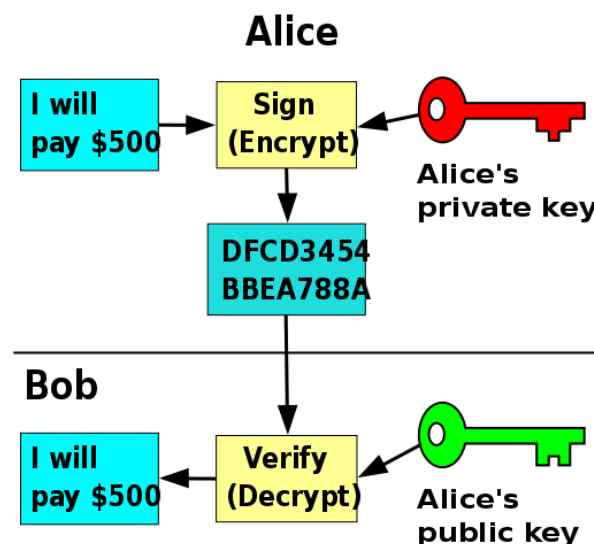 Alice
I will
pay $500
Sign
(Encrypt)
Alice's
private key
DFCD3454
BBEA788A
Bob
I will
pay $500
Verify
(Decrypt)
Alice's
public key